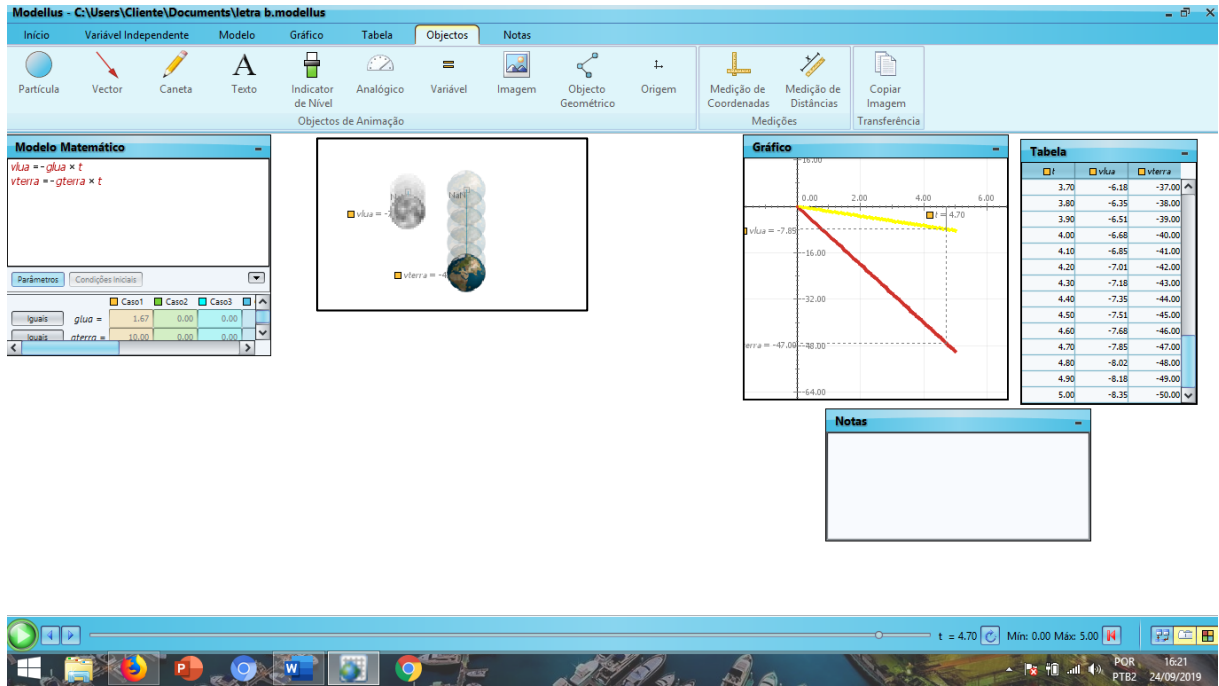 Modellus - C:\Users\Cliente\Documents\letra b.modellus
Início Variável Independente Modelo Gráfico Tabela Objectos Notas
Partícula Vector Caneta A Texto Indicator de Nível Analógico Variável Imagem Objecto Geométrico Origem Medição de Coordenadas Medição de Distâncias Copiar Imagem
Objectos de Animação Medições Transferência
Modelo Matemático
vlua =- glua × t
vterra =- gterra × t
Parâmetros Condições Iniciais
Caso1 Caso2 Caso3
Iguais glua = 1.67 0.00 0.00
Iguais gterra = 10.00 0.00 0.00
NaN
NaN
vlua = -7
vterra = -4
Gráfico
16.00
0.00 2.00 4.00 6.00
t = 4.70
vlua = -7.85
-16.00
-32.00
erra = -47.00
-48.00
-64.00
Tabela
t vlua vterra
3.70 -6.18 -37.00
3.80 -6.35 -38.00
3.90 -6.51 -39.00
4.00 -6.68 -40.00
4.10 -6.85 -41.00
4.20 -7.01 -42.00
4.30 -7.18 -43.00
4.40 -7.35 -44.00
4.50 -7.51 -45.00
4.60 -7.68 -46.00
4.70 -7.85 -47.00
4.80 -8.02 -48.00
4.90 -8.18 -49.00
5.00 -8.35 -50.00
Notas
t = 4.70 Mín: 0.00 Máx: 5.00
POR
PTB2
16:21
24/09/2019